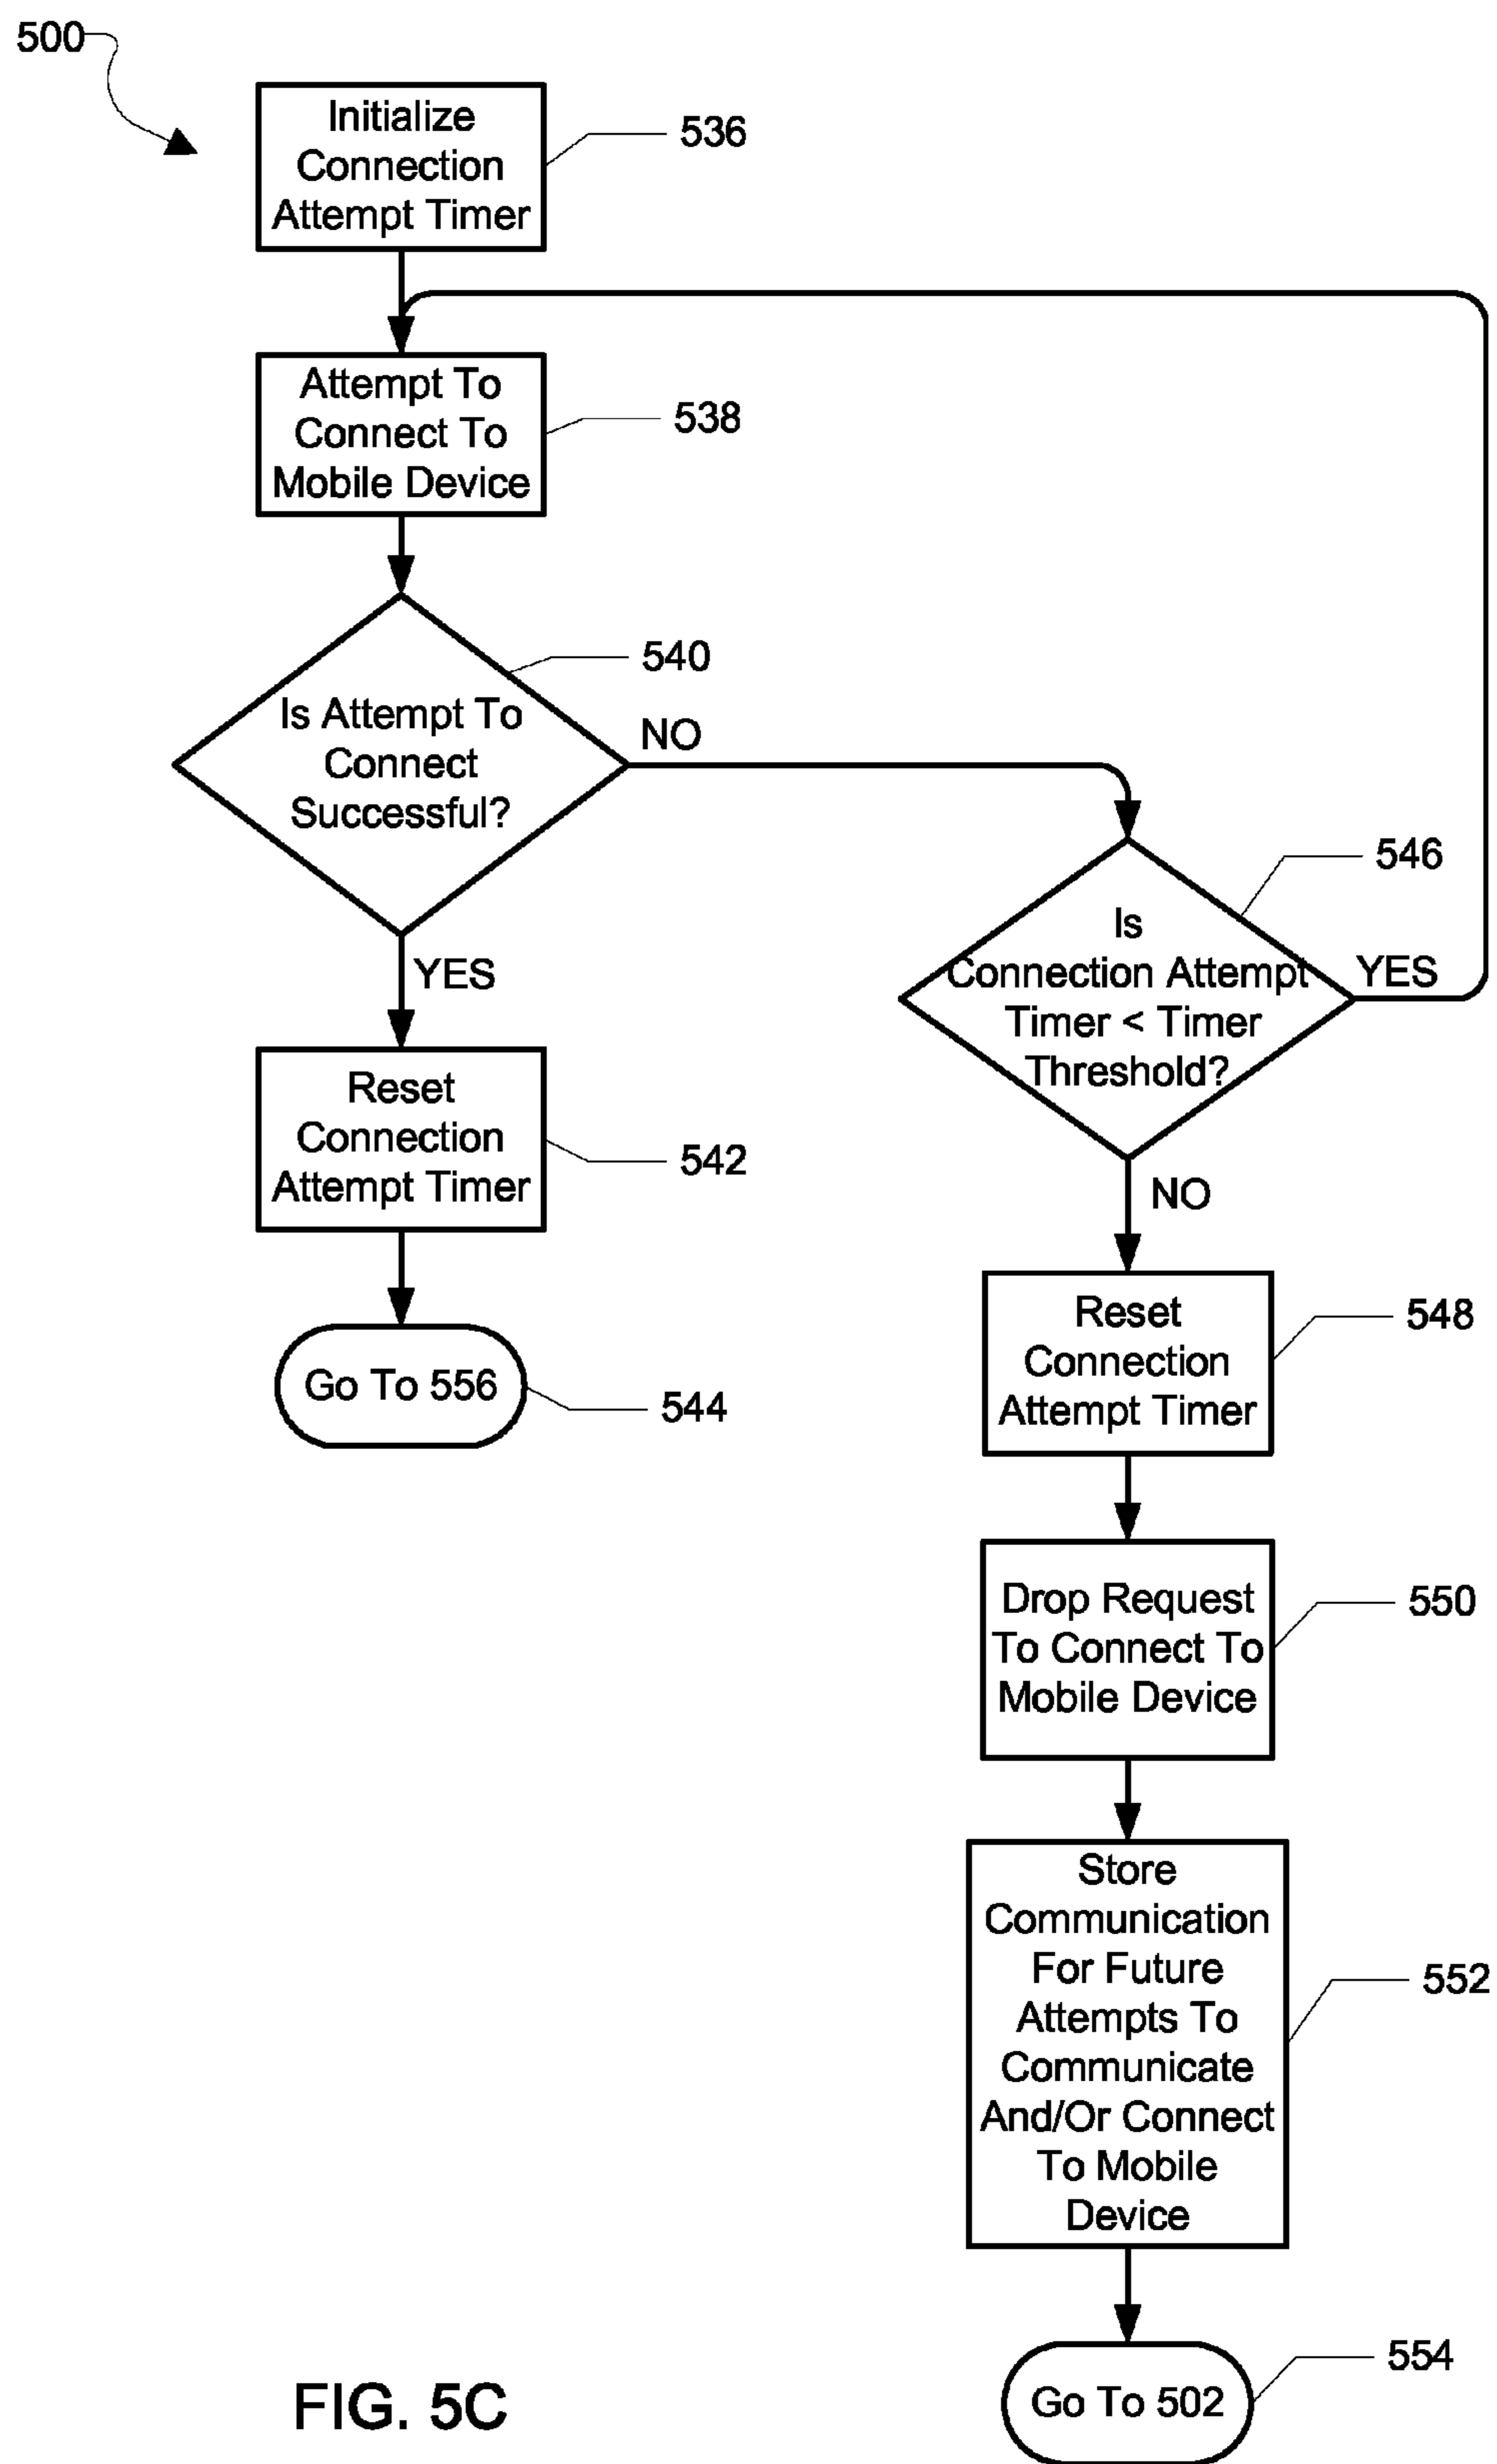 500
Initialize
Connection
Attempt Timer
536
Attempt To
Connect To
Mobile Device
538
Is Attempt To
Connect
Successful?
540
NO
YES
Reset
Connection
Attempt Timer
542
Go To 556
544
Is
Connection Attempt
Timer < Timer
Threshold?
546
YES
NO
Reset
Connection
Attempt Timer
548
Drop Request
To Connect To
Mobile Device
550
Store
Communication
For Future
Attempts To
Communicate
And/Or Connect
To Mobile
Device
552
Go To 502
554
FIG. 5C